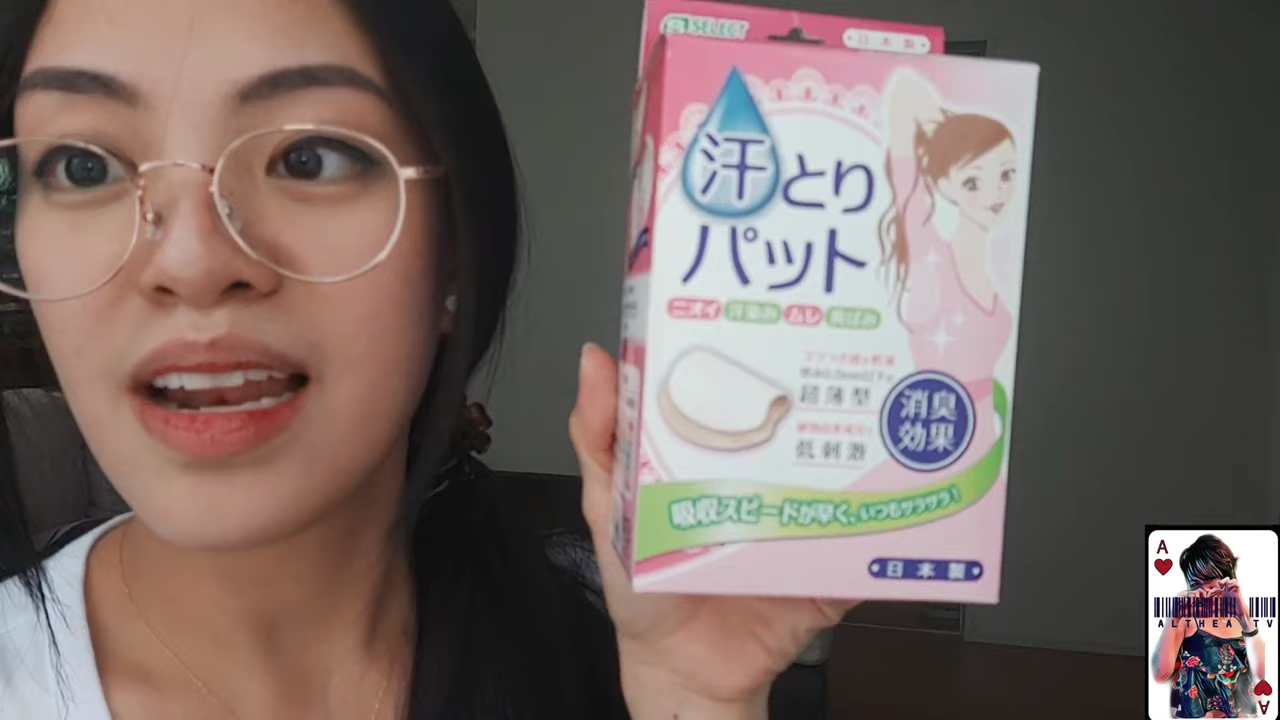 SELECT
日本製
汗とり
パット
ニオイ 汗染み ムレ 黄ばみ
超薄型
低刺激
消臭
効果
吸収スピードが早く、いつもサラサラ!
日本製
A
ALTHEA TV
A